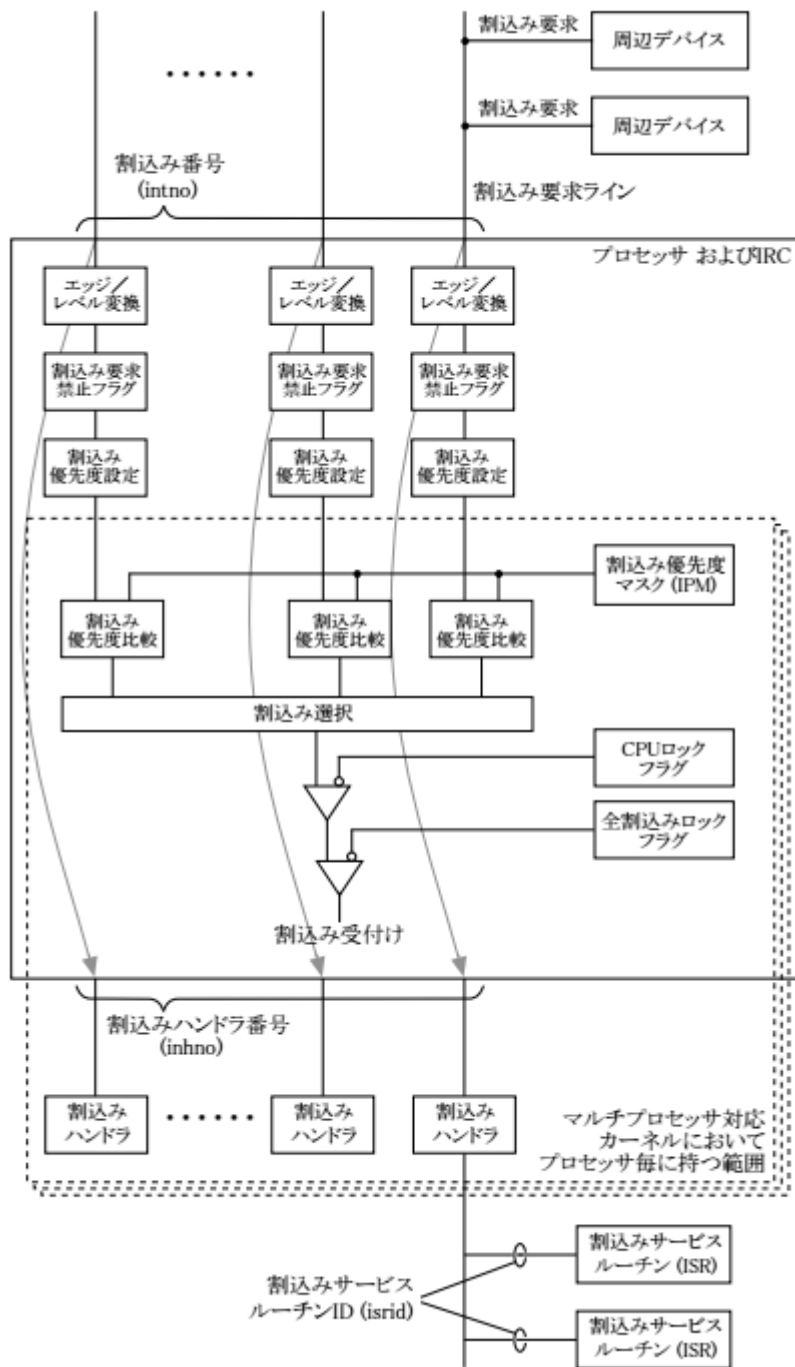 割込み要求
周辺デバイス
……
割込み要求
周辺デバイス
割込み番号
(intno)
割込み要求ライン
プロセッサ およびIRC
エッジ／
レベル変換
エッジ／
レベル変換
エッジ／
レベル変換
割込み要求
禁止フラグ
割込み要求
禁止フラグ
割込み要求
禁止フラグ
割込み
優先度設定
割込み
優先度設定
割込み
優先度設定
割込み優先度
マスク (IPM)
割込み
優先度比較
割込み
優先度比較
割込み
優先度比較
割込み選択
CPUロック
フラグ
全割込みロック
フラグ
割込み受付け
割込みハンドラ番号
(inhno)
割込み
ハンドラ
……
割込み
ハンドラ
割込み
ハンドラ
マルチプロセッサ対応
カーネルにおいて
プロセッサ毎に持つ範囲
割込みサービス
ルーチン (ISR)
割込みサービス
ルーチンID (isrid)
割込みサービス
ルーチン (ISR)